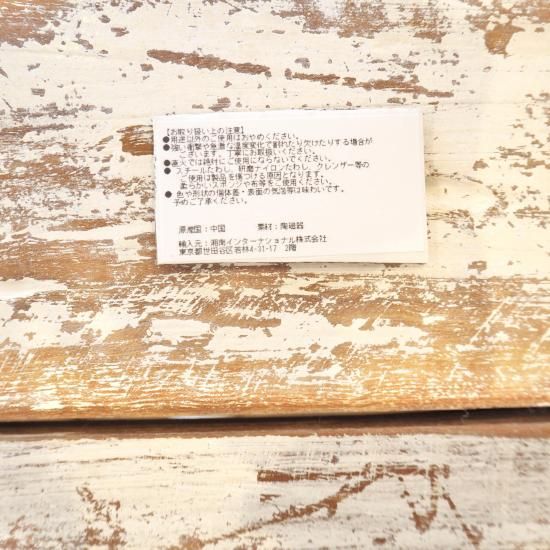 【お取り扱い上の注意】
●用途以外のご使用はおやめください。
●強い衝撃や急激な温度変化で割れたり欠けたりする場合が
ございます。丁寧にお取扱いください。
●直火では絶対にご使用にならないでください。
●スチールたわし、研磨ナイロンたわし、クレンザー等の
ご使用は製品を傷つける原因となります。
柔らかいスポンジや布等をご使用ください。
●色や形状の個体差・表面の気泡等は味わいです。
予めご了承ください。
原産国:中国 素材:陶磁器
輸入元:湘南インターナショナル株式会社
東京都世田谷区若林4-31-17 2階